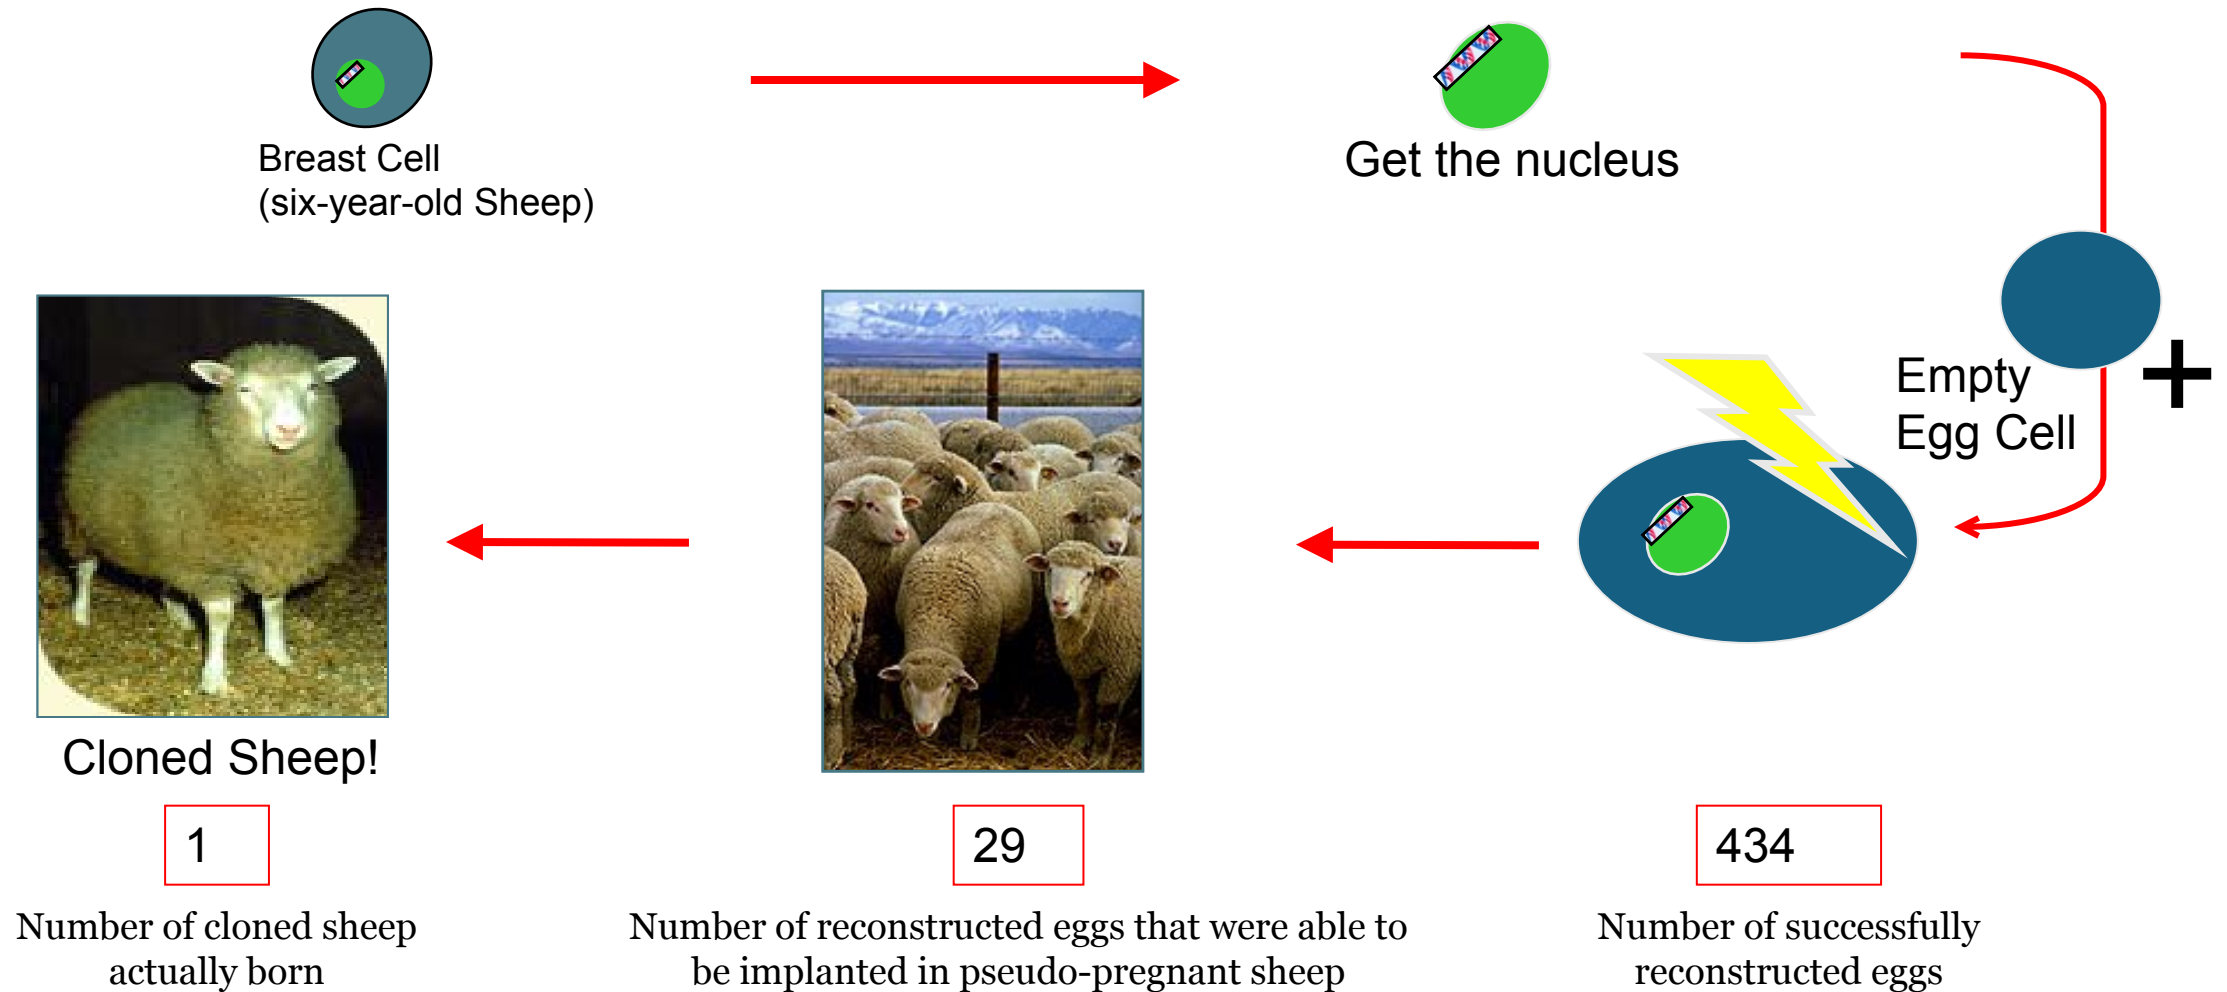 Breast Cell
(six-year-old Sheep)
Get the nucleus
Empty
Egg Cell
+
Cloned Sheep!
1
29
434
Number of cloned sheep
actually born
Number of reconstructed eggs that were able to
be implanted in pseudo-pregnant sheep
Number of successfully
reconstructed eggs